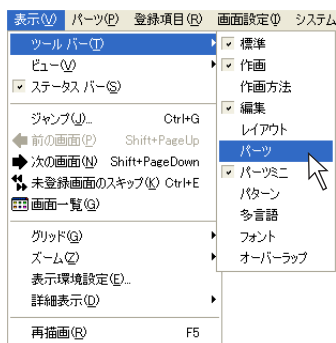 表示(V) パーツ(P) 登録項目(R) 画面設定(I) システム
ツール バー(T)
ビュー(V)
ステータス バー(S)
ジャンプ(J)... Ctrl+G
前の画面(P) Shift+PageUp
次の画面(N) Shift+PageDown
未登録画面のスキップ(K) Ctrl+E
画面一覧(G)
グリッド(G)
ズーム(Z)
表示環境設定(E)...
詳細表示(D)
再描画(R) F5
標準
作画
作画方法
編集
レイアウト
パーツ
パーツミニ
パターン
多言語
フォント
オーバーラップ